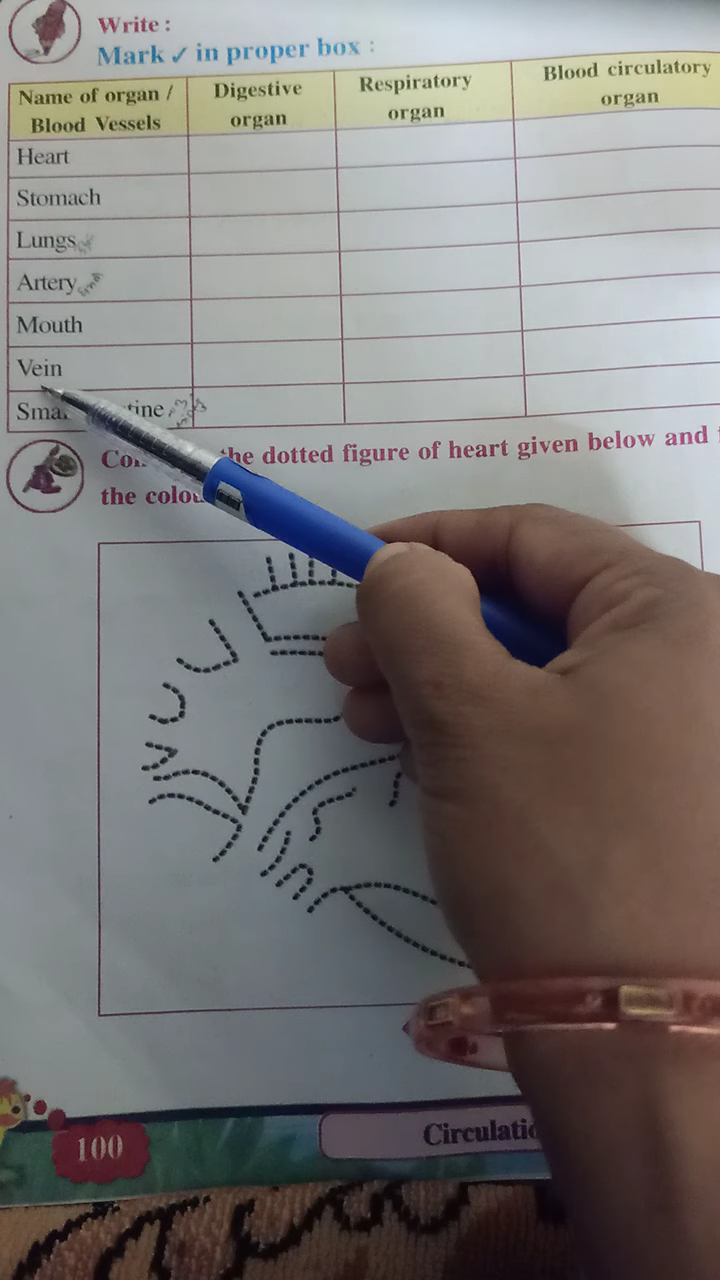 Write :
Mark ✓ in proper box :
Name of organ / Blood Vessels
Digestive organ
Respiratory organ
Blood circulatory organ
Heart
Stomach
Lungs
Artery
Mouth
Vein
the dotted figure of heart given below and
the
100